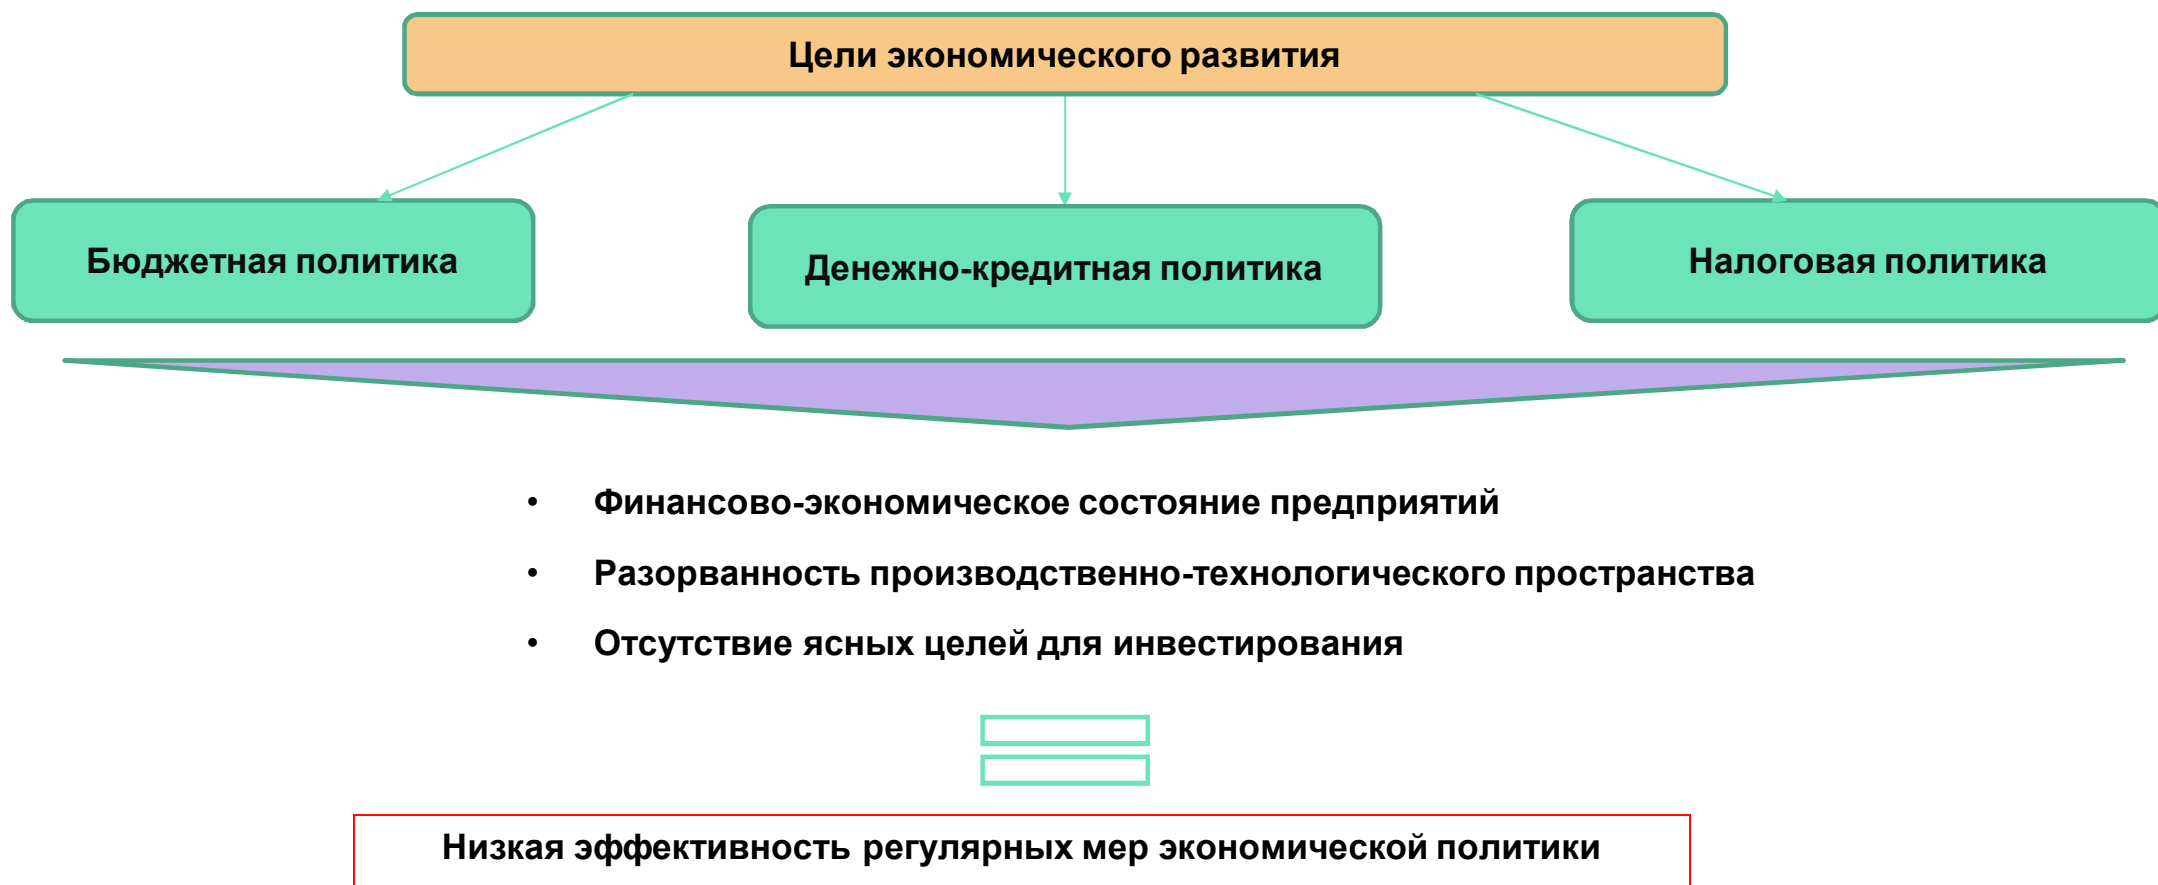 Цели экономического развития
Бюджетная политика
Денежно-кредитная политика
Налоговая политика
• Финансово-экономическое состояние предприятий
• Разорванность производственно-технологического пространства
• Отсутствие ясных целей для инвестирования
Низкая эффективность регулярных мер экономической политики